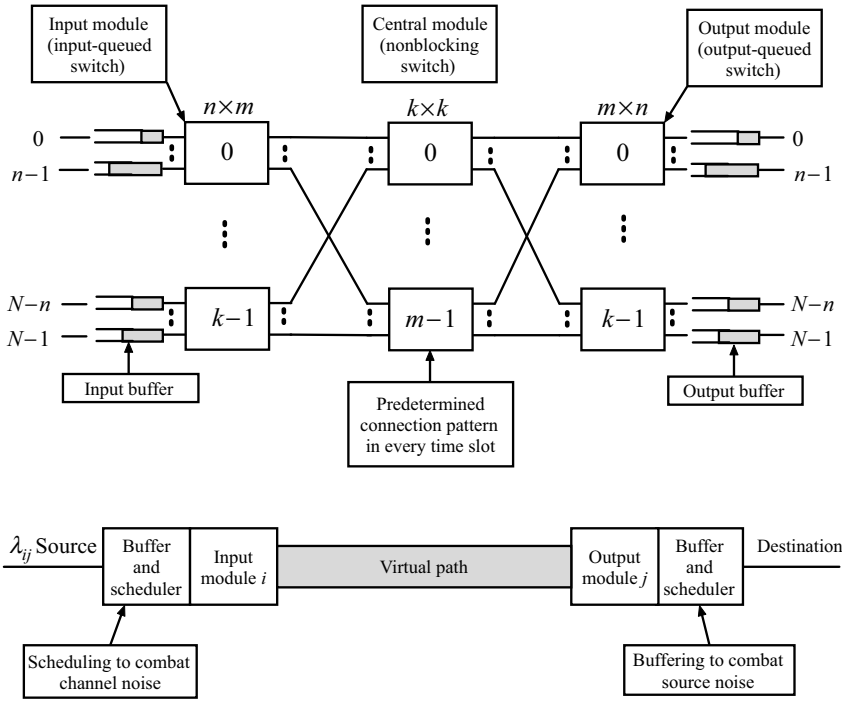 Input module
(input-queued
switch)
Central module
(nonblocking
switch)
Output module
(output-queued
switch)
n×m
k×k
m×n
0
0
0
0
0
n−1
n−1
N−n
k−1
m−1
k−1
N−n
N−1
N−1
Input buffer
Predetermined
connection pattern
in every time slot
Output buffer
λij Source
Buffer
and
scheduler
Input
module i
Virtual path
Output
module j
Buffer
and
scheduler
Destination
Scheduling to combat
channel noise
Buffering to combat
source noise